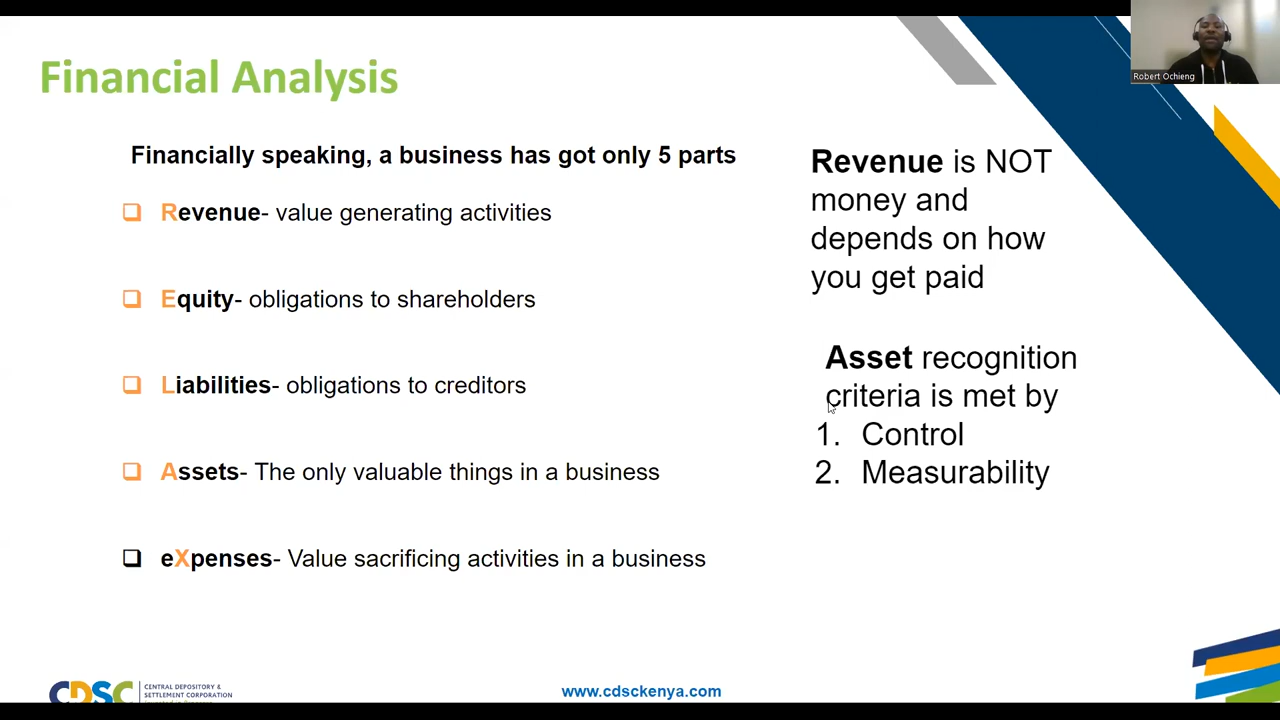 Robert Ochieng
Financial Analysis
Financially speaking, a business has got only 5 parts
Revenue- value generating activities
Equity- obligations to shareholders
Liabilities- obligations to creditors
Assets- The only valuable things in a business
eXpenses- Value sacrificing activities in a business
Revenue is NOT
money and
depends on how
you get paid
Asset recognition
criteria is met by
1. Control
2. Measurability
CDSC
CENTRAL DEPOSITORY &
SETTLEMENT CORPORATION
www.cdsckenya.com